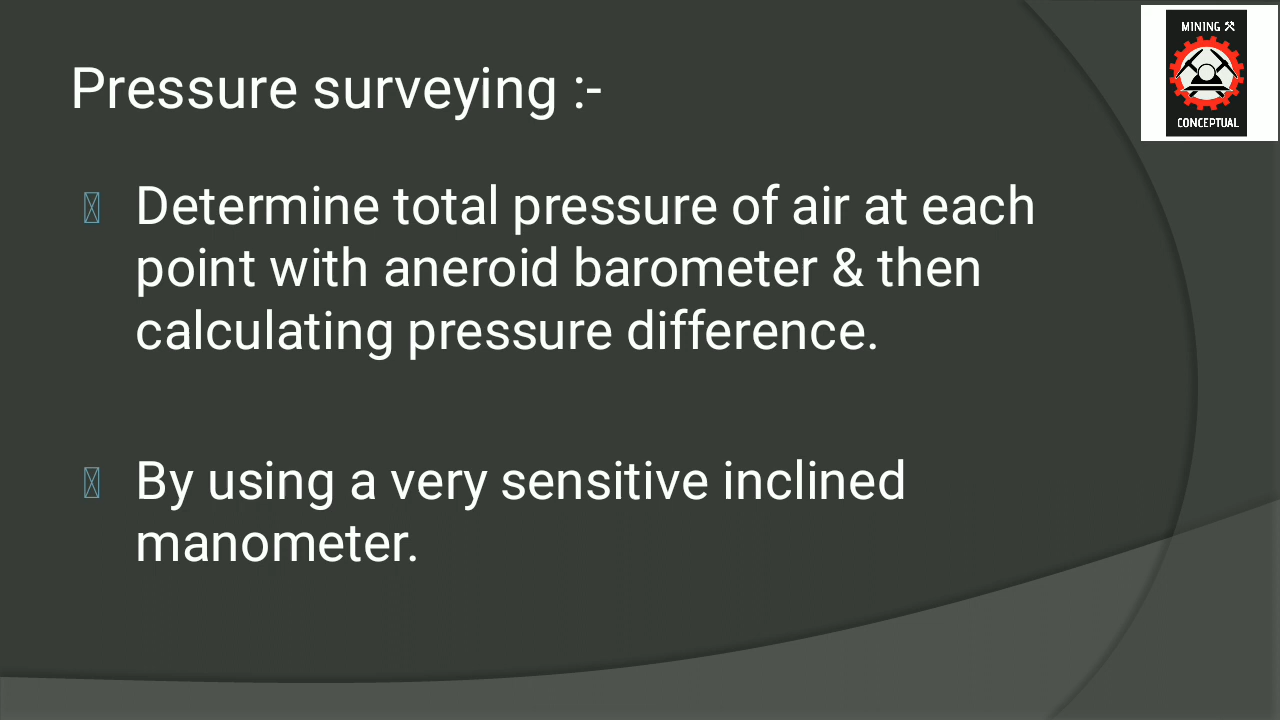 MINING
CONCEPTUAL
Pressure surveying :-
Determine total pressure of air at each
point with aneroid barometer & then
calculating pressure difference.
By using a very sensitive inclined
manometer.